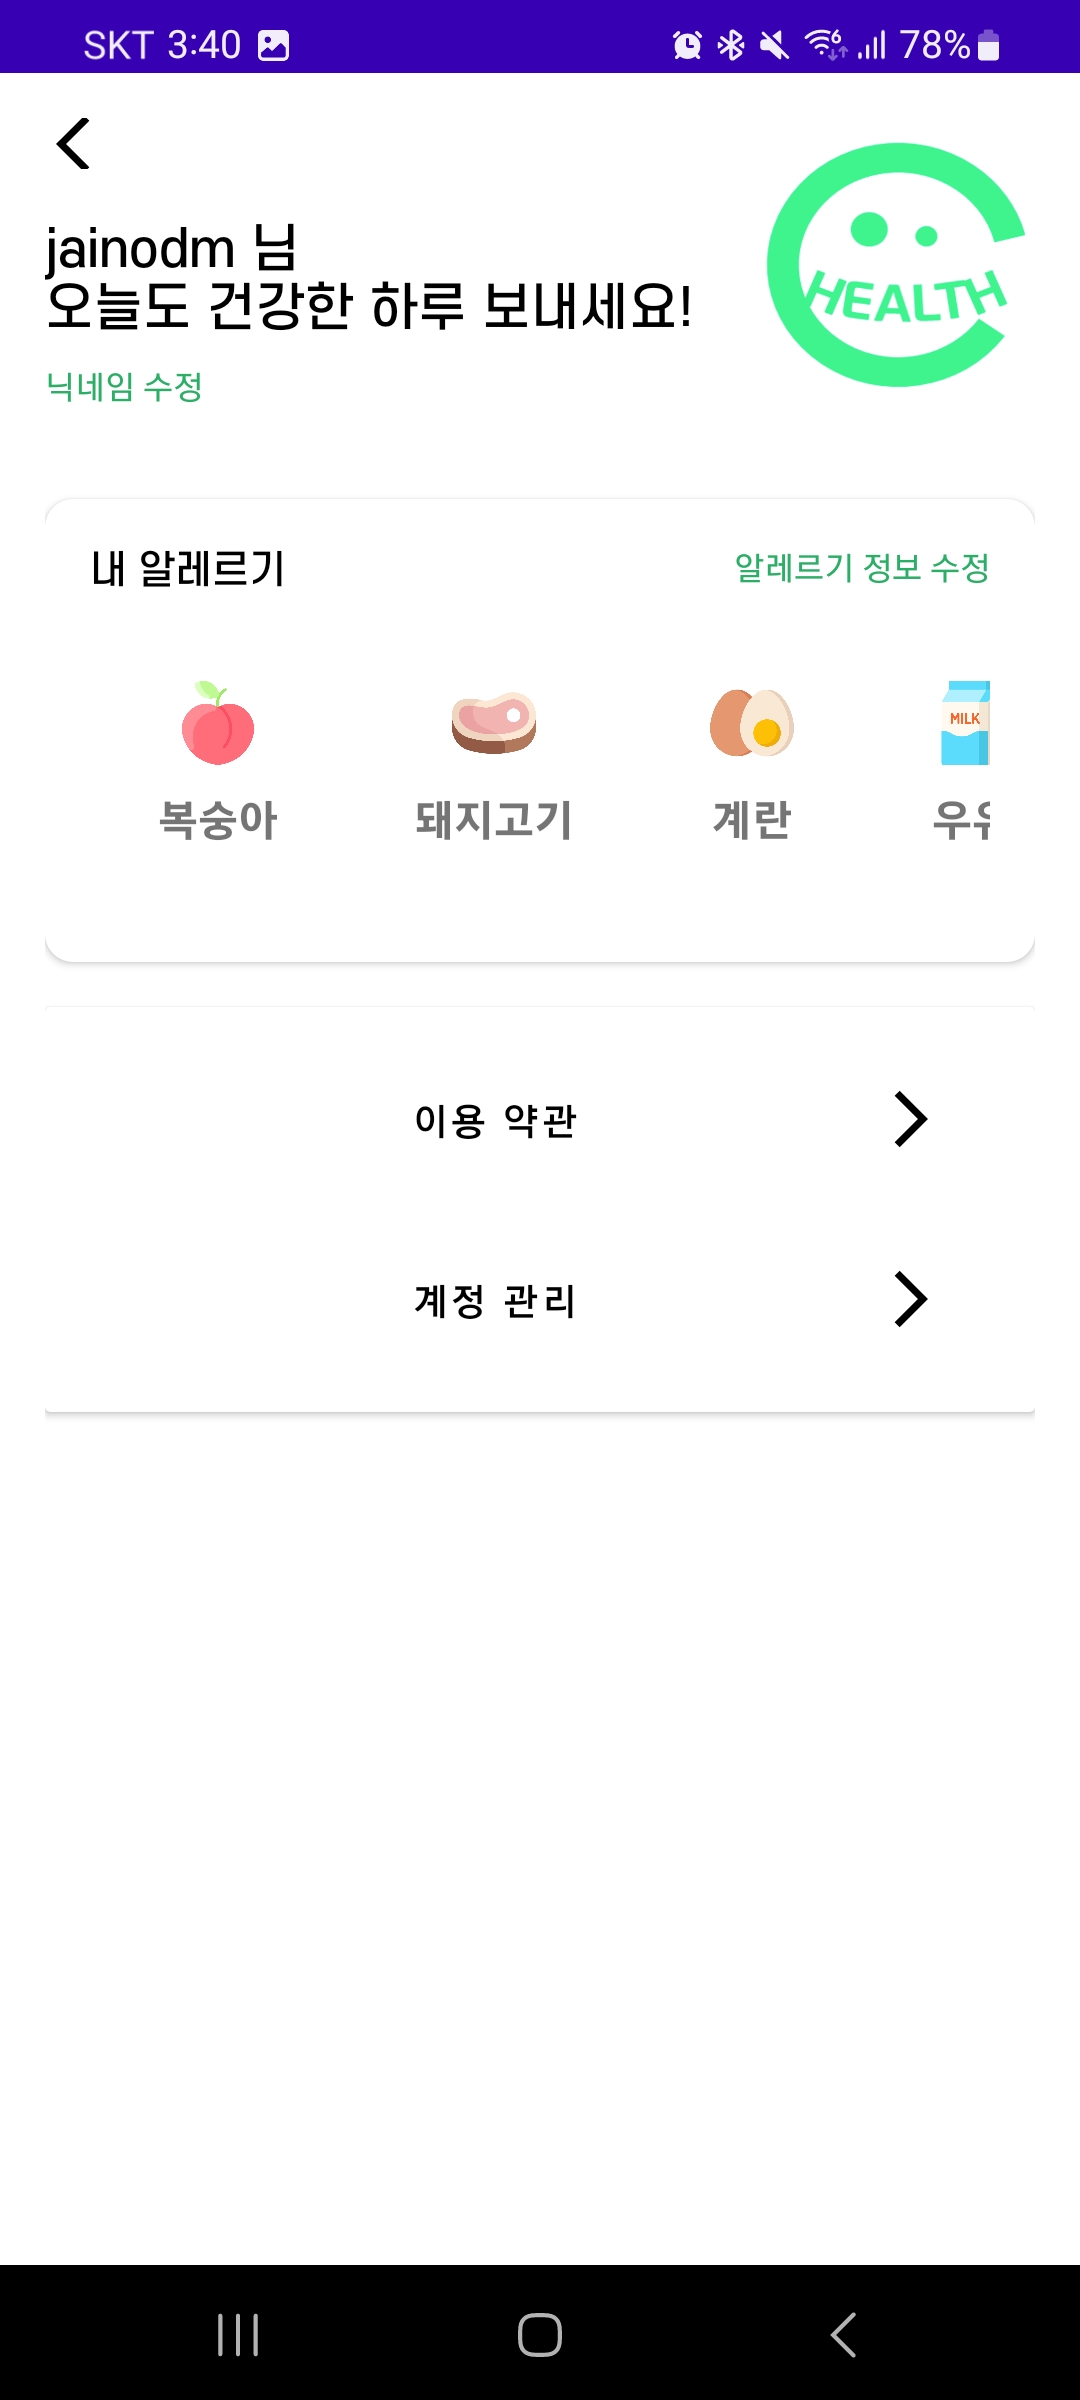 SKT 3:40 6 78%
jainodm 님
오늘도 건강한 하루 보내세요!
HEALTH
닉네임 수정
내 알레르기 알레르기 정보 수정
MILK
복숭아 돼지고기 계란
이용 약관
계정 관리